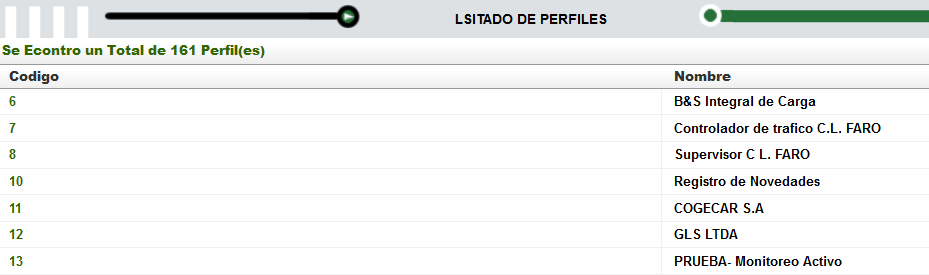 LSITADO DE PERFILES
Se Econtro un Total de 161 Perfil(es)
Codigo Nombre
6 B&S Integral de Carga
7 Controlador de trafico C.L. FARO
8 Supervisor C L. FARO
10 Registro de Novedades
11 COGECAR S.A
12 GLS LTDA
13 PRUEBA- Monitoreo Activo